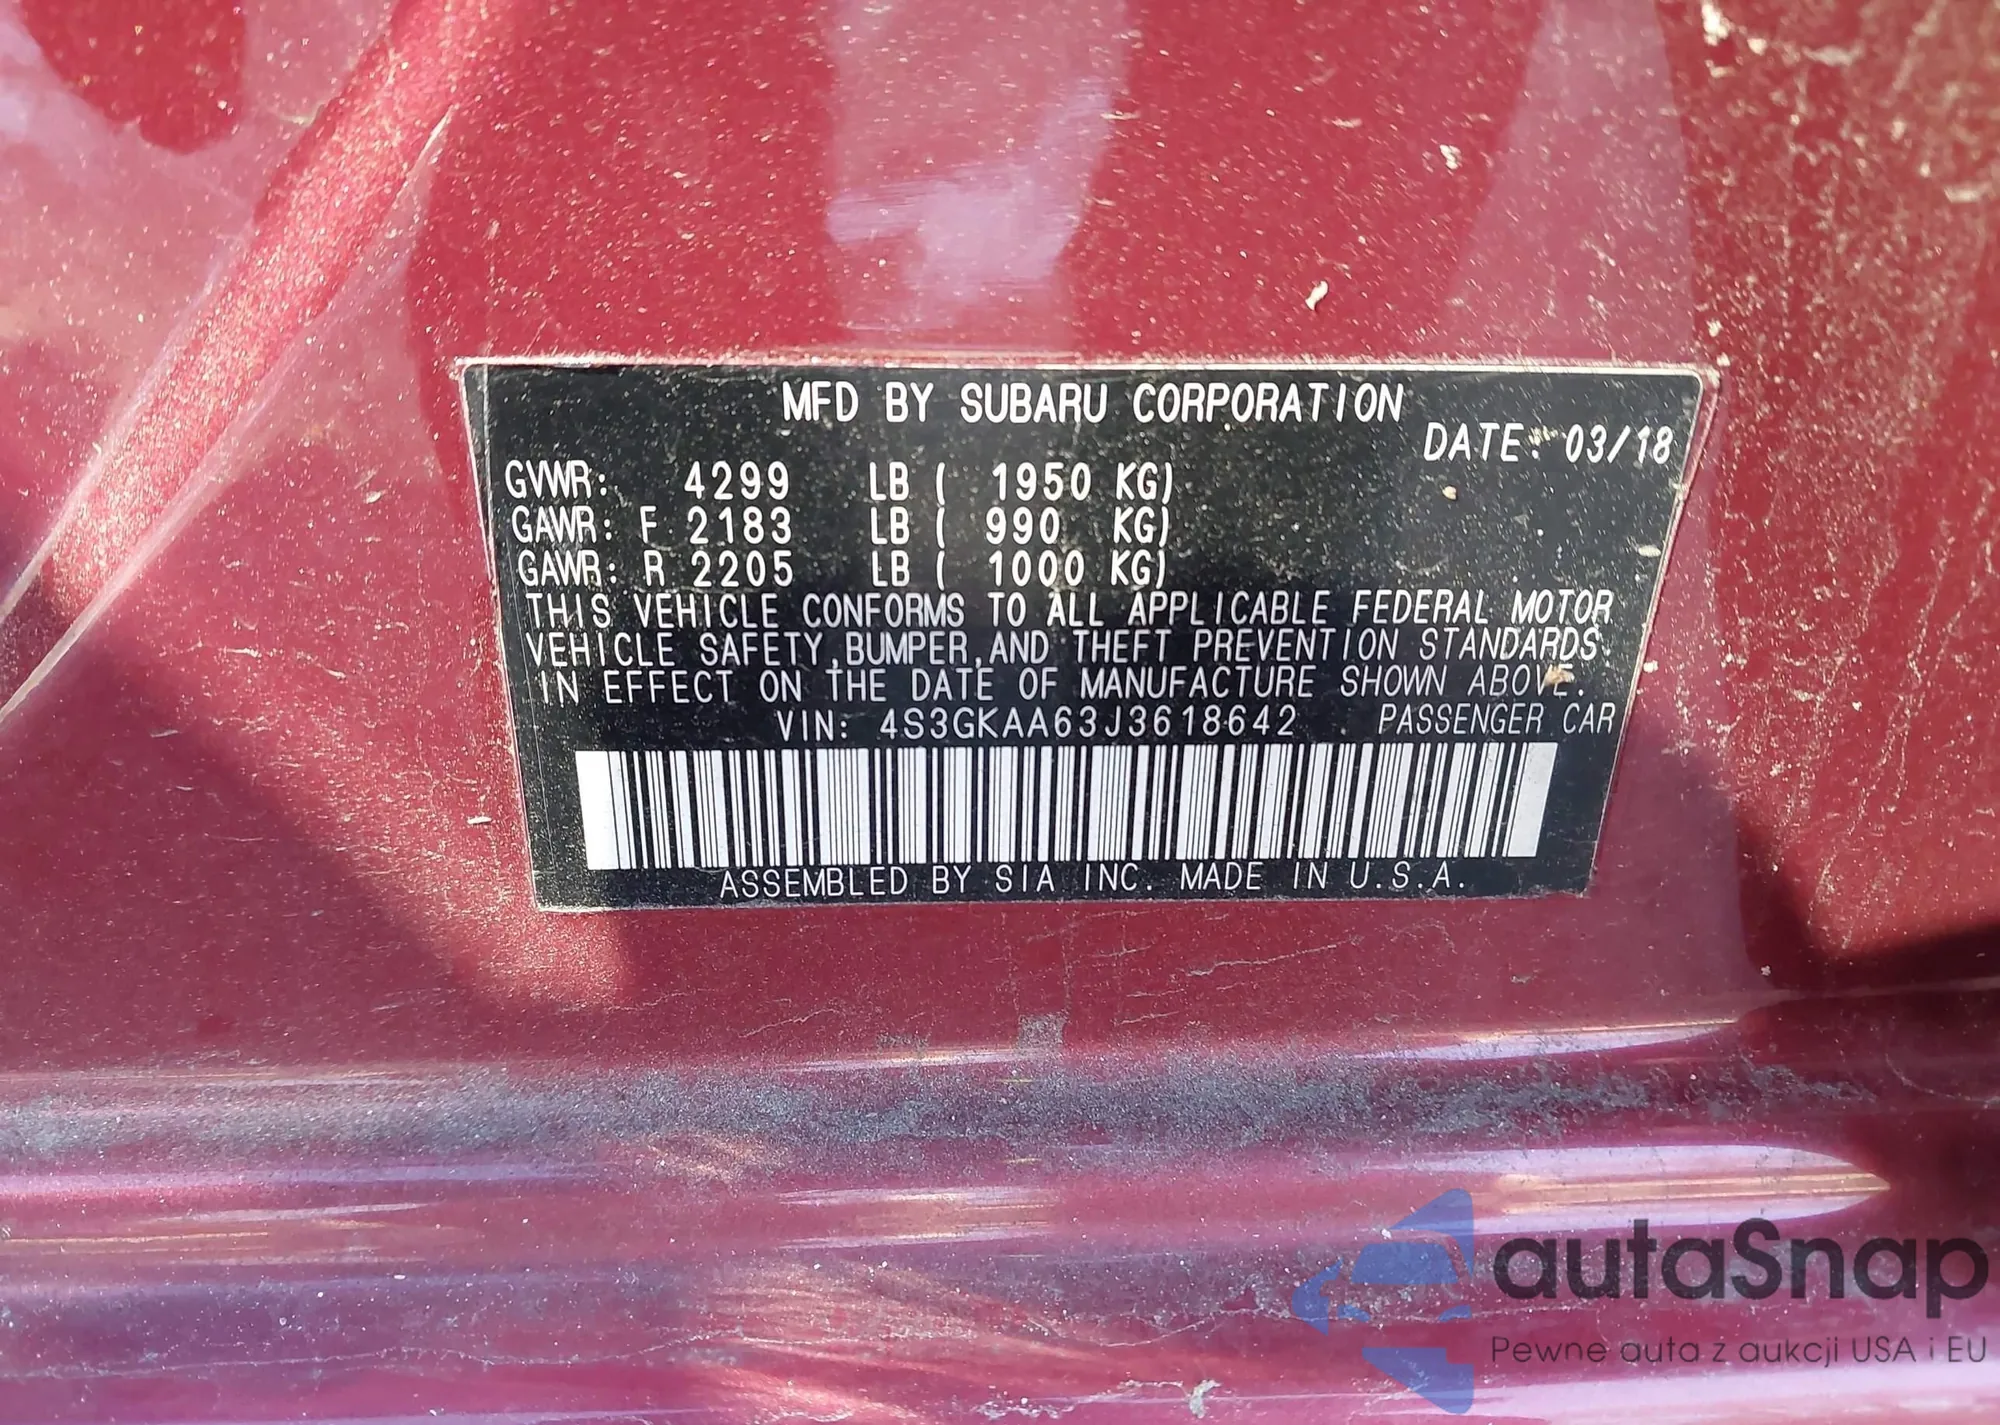 MFD BY SUBARU CORPORATION
DATE: 03/18
GVWR: 4299 LB ( 1950 KG)
GAWR: F 2183 LB ( 990 KG)
GAWR: R 2205 LB ( 1000 KG)
THIS VEHICLE CONFORMS TO ALL APPLICABLE FEDERAL MOTOR
VEHICLE SAFETY,BUMPER,AND THEFT PREVENTION STANDARDS.
IN EFFECT ON THE DATE OF MANUFACTURE SHOWN ABOVE.
VIN: 4S3GKAA63J3618642 PASSENGER CAR
ASSEMBLED BY SIA INC. MADE IN U.S.A.
autaSnap
Pewne auta z aukcji USA i EU